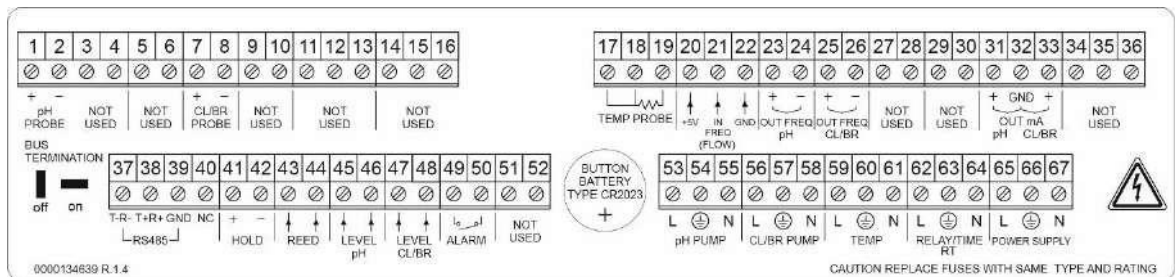 1 2 3 4 5 6 7 8 9 10 11 12 13 14 15 16
+ - + -
pH PROBE
NOT USED
NOT USED
CL/BR PROBE
NOT USED
NOT USED
NOT USED
17 18 19 20 21 22 23 24 25 26 27 28 29 30 31 32 33 34 35 36
TEMP PROBE
+5V
IN FREQ (FLOW)
GND
+ -
OUT FREQ pH
+ -
OUT FREQ CL/BR
NOT USED
NOT USED
+ GND +
OUT mA
pH CL/BR
NOT USED
BUS TERMINATION
off on
37 38 39 40 41 42 43 44 45 46 47 48 49 50 51 52
T-R- T+R+ GND NC
RS485
+ -
HOLD
REED
LEVEL pH
LEVEL CL/BR
ALARM
NOT USED
BUTTON
BATTERY
TYPE CR2023
+
53 54 55 56 57 58 59 60 61 62 63 64 65 66 67
L N L N L N L N L N
pH PUMP
CL/BR PUMP
TEMP
RELAY/TIME RT
POWER SUPPLY
0000134639 R.1.4
CAUTION REPLACE FUSES WITH SAME TYPE AND RATING